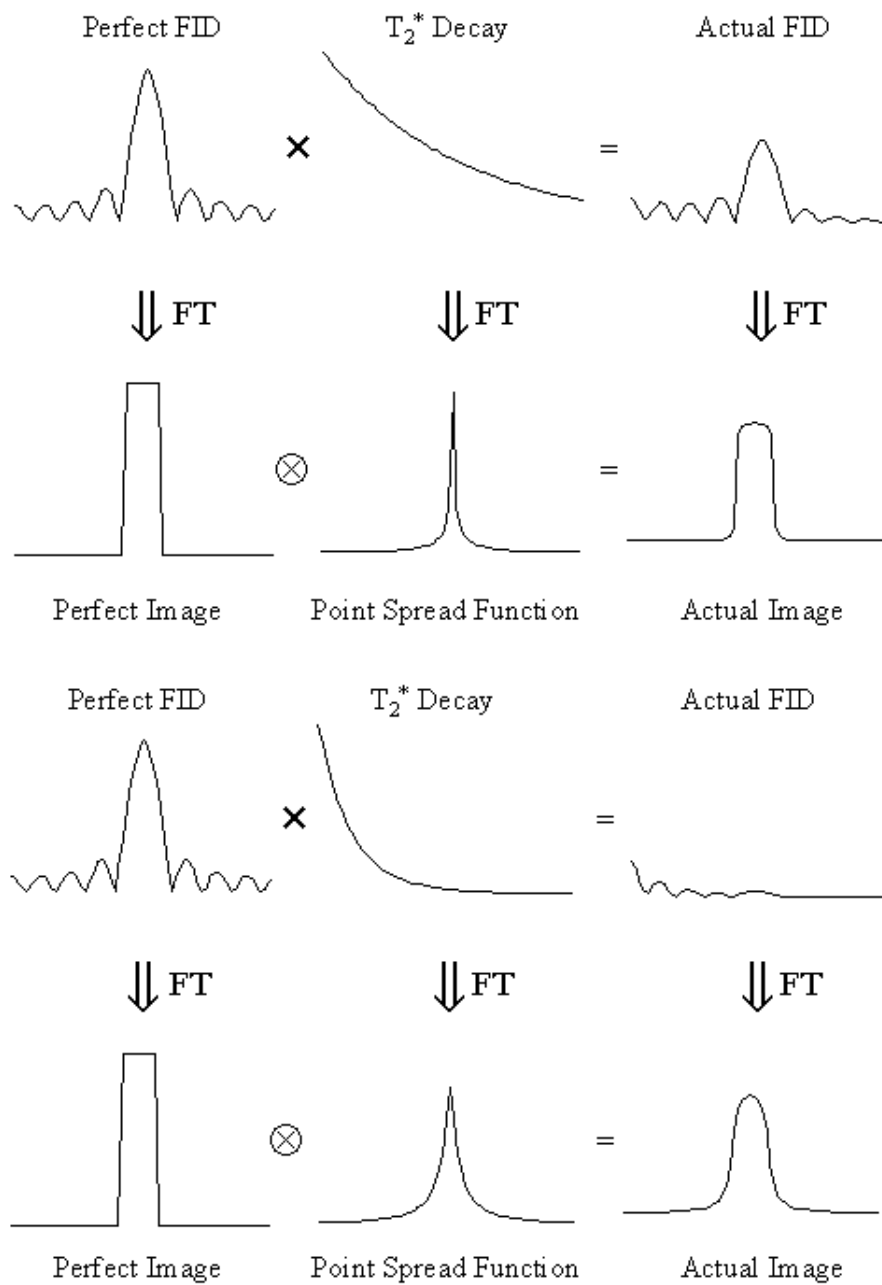 Perfect FID T₂* Decay Actual FID
× =
⇓ FT ⇓ FT ⇓ FT
⊗ =
Perfect Image Point Spread Function Actual Image
Perfect FID T₂* Decay Actual FID
× =
⇓ FT ⇓ FT ⇓ FT
⊗ =
Perfect Image Point Spread Function Actual Image